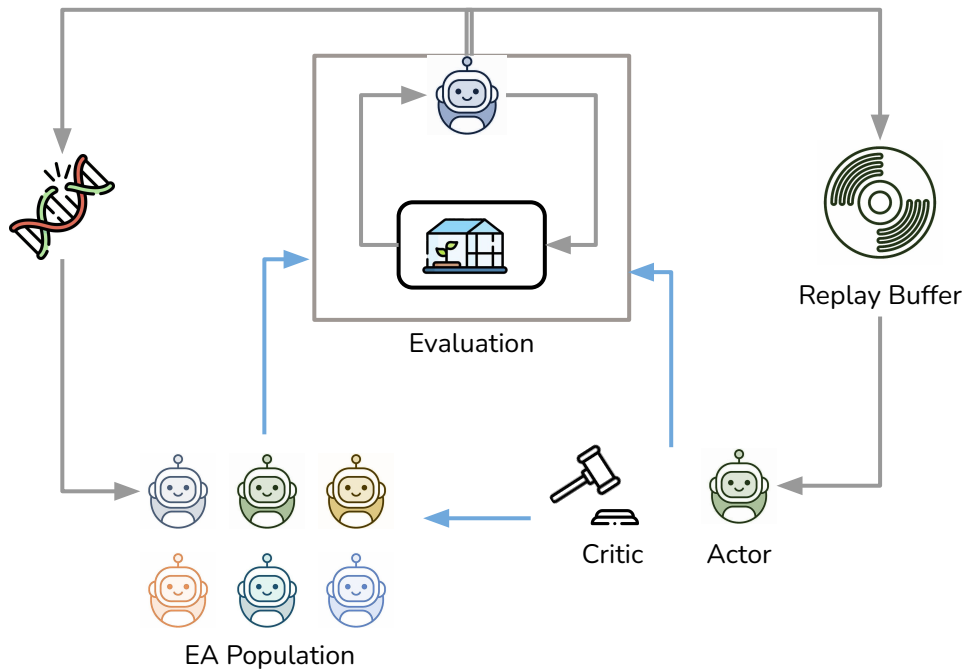 Replay Buffer
Evaluation
Critic
Actor
EA Population